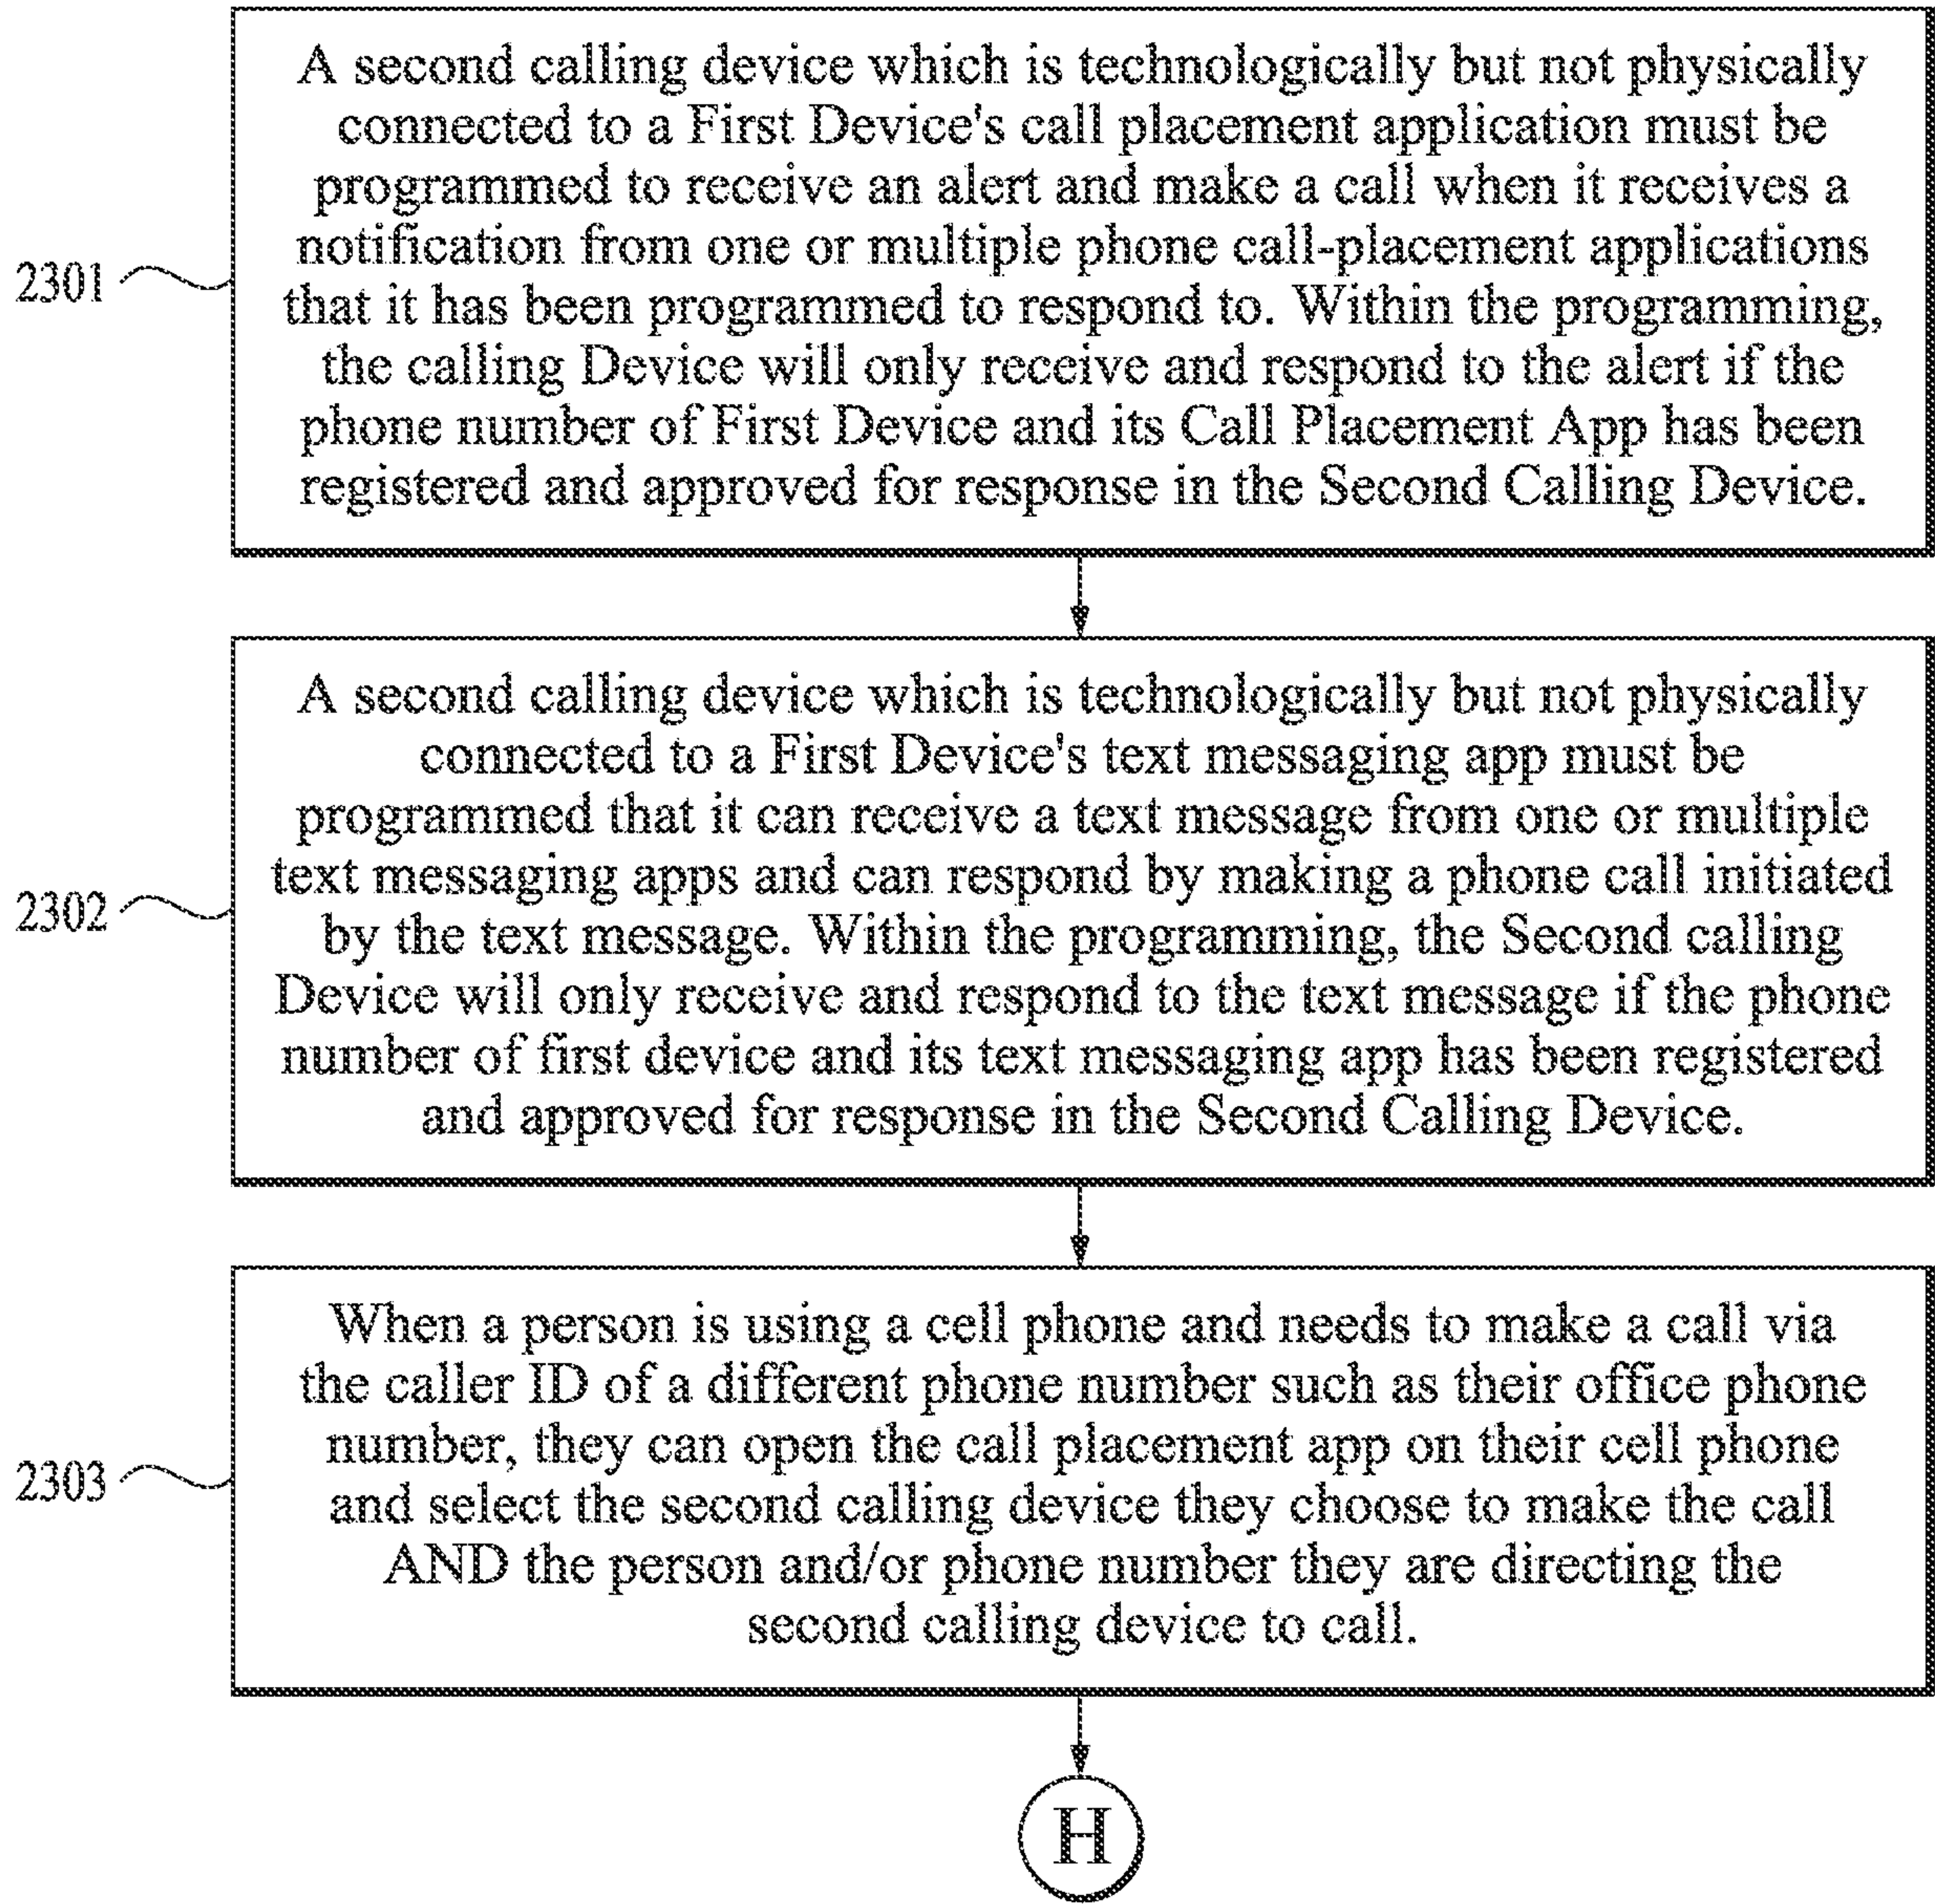 A second calling device which is technologically but not physically
connected to a First Device's call placement application must be
programmed to receive an alert and make a call when it receives a
notification from one or multiple phone call-placement applications
2301
that it has been programmed to respond to. Within the programming,
the calling Device will only receive and respond to the alert if the
phone number of First Device and its Call Placement App has been
registered and approved for response in the Second Calling Device.
A second calling device which is technologically but not physically
connected to a First Device's text messaging app must be
programmed that it can receive a text message from one or multiple
text messaging apps and can respond by making a phone call initiated
2302
by the text message. Within the programming, the Second calling
Device will only receive and respond to the text message if the phone
number of first device and its text messaging app has been registered
and approved for response in the Second Calling Device.
When a person is using a cell phone and needs to make a call via
the caller ID of a different phone number such as their office phone
number, they can open the call placement app on their cell phone
2303
and select the second calling device they choose to make the call
AND the person and/or phone number they are directing the
second calling device to call.
H